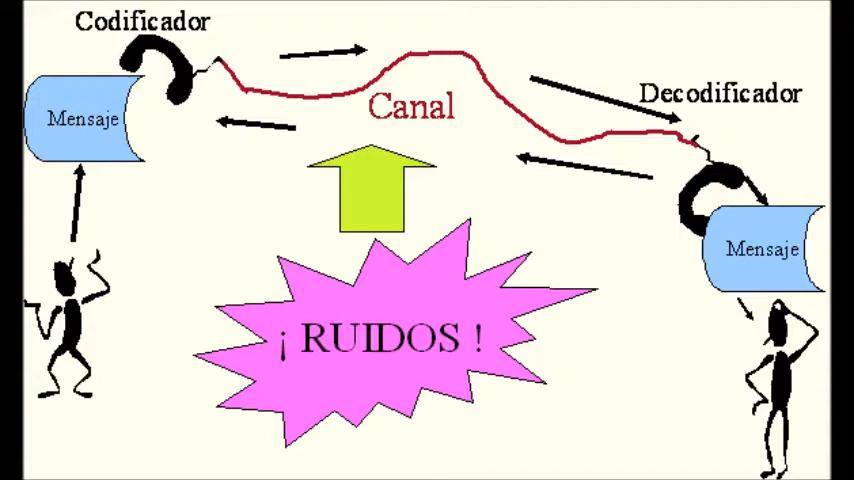 Codificador
Mensaje
Canal
Decodificador
Mensaje
¡ RUIDOS !